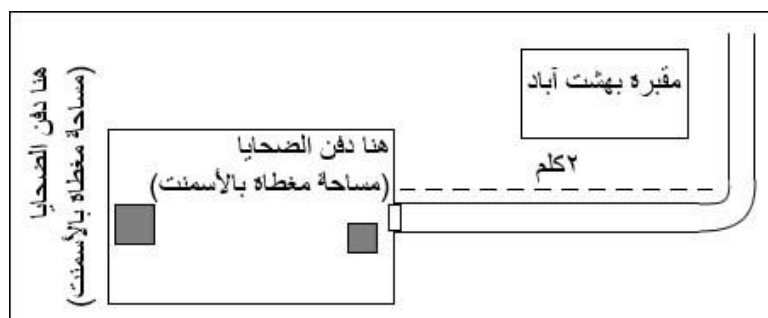 مقبره بهشت آباد
٢كلم
هنا دفن الضحايا
(مساحة مغطاه بالأسمنت)
هنا دفن الضحايا
(مساحة مغطاه بالأسمنت)